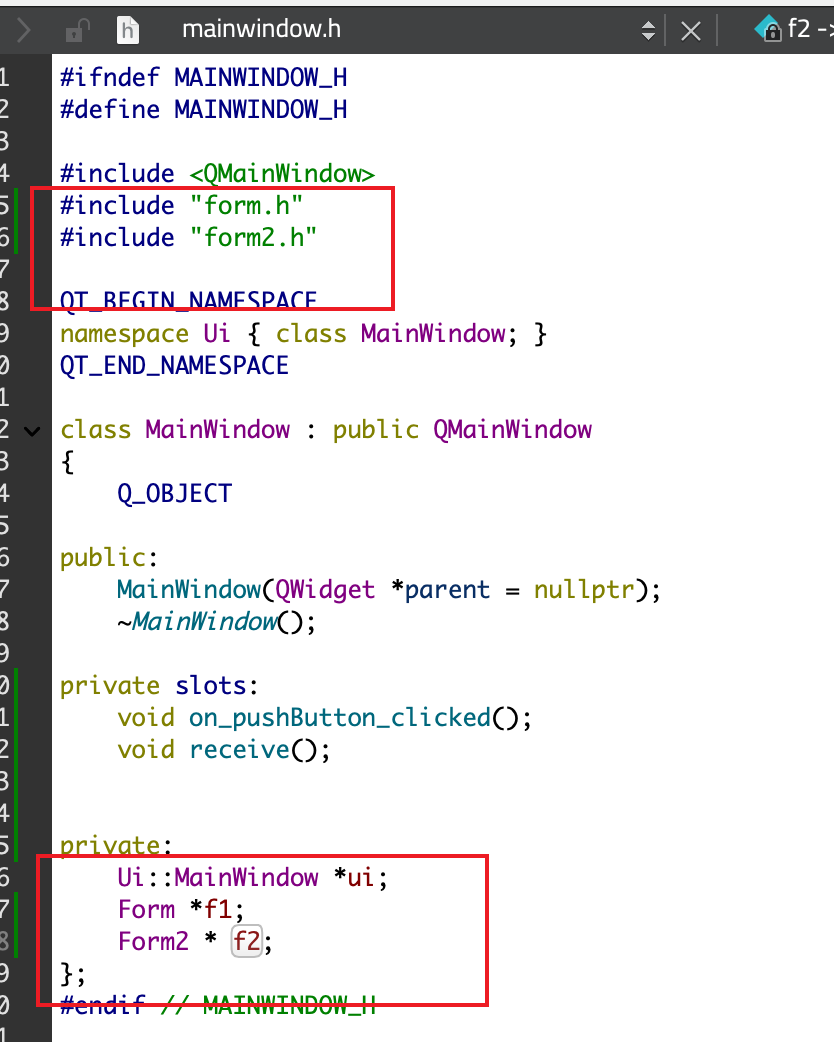 h mainwindow.h f2 ->
1 #ifndef MAINWINDOW_H
2 #define MAINWINDOW_H
3
4 #include <QMainWindow>
5 #include "form.h"
6 #include "form2.h"
7
8 QT_BEGIN_NAMESPACE
9 namespace Ui { class MainWindow; }
0 QT_END_NAMESPACE
1
2 class MainWindow : public QMainWindow
3 {
4 Q_OBJECT
5
6 public:
7 MainWindow(QWidget *parent = nullptr);
8 ~MainWindow();
9
0 private slots:
1 void on_pushButton_clicked();
2 void receive();
3
4
5 private:
6 Ui::MainWindow *ui;
7 Form *f1;
8 Form2 * f2;
9 };
0 #endif // MAINWINDOW_H
1